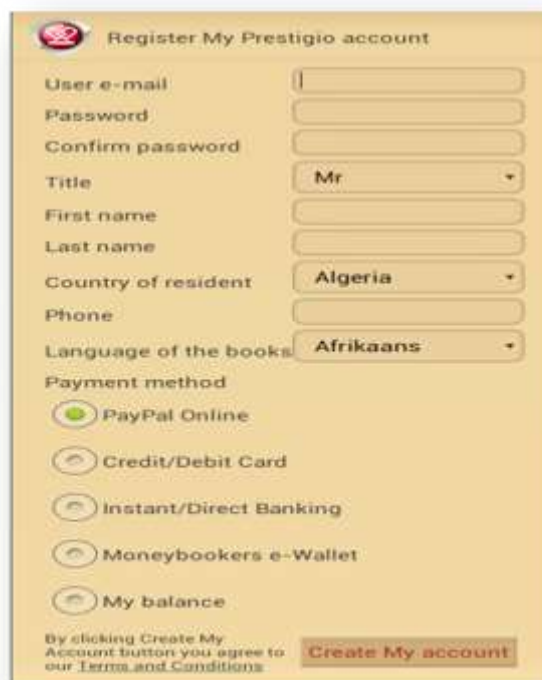 Register My Prestigio account
User e-mail
Password
Confirm password
Title Mr
First name
Last name
Country of resident Algeria
Phone
Language of the books Afrikaans
Payment method
PayPal Online
Credit/Debit Card
Instant/Direct Banking
Moneybookers e-Wallet
My balance
By clicking Create My
Account button you agree to
our Terms and Conditions
Create My account